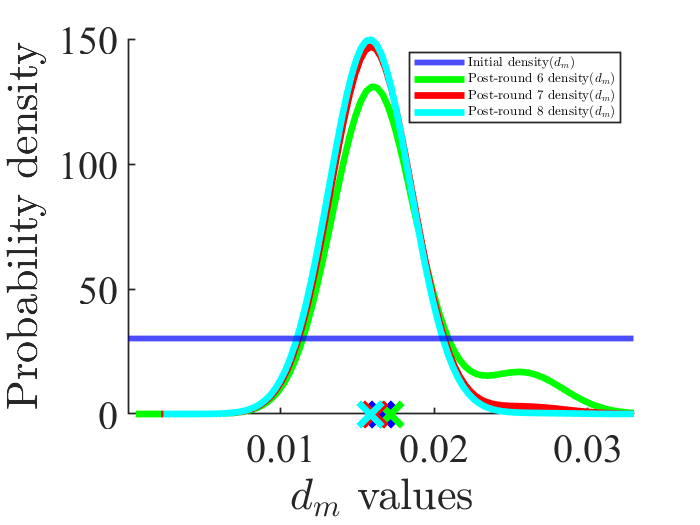 150
100
50
0
Probability density
Initial density(d_m)
Post-round 6 density(d_m)
Post-round 7 density(d_m)
Post-round 8 density(d_m)
0.01 0.02 0.03
d_m values